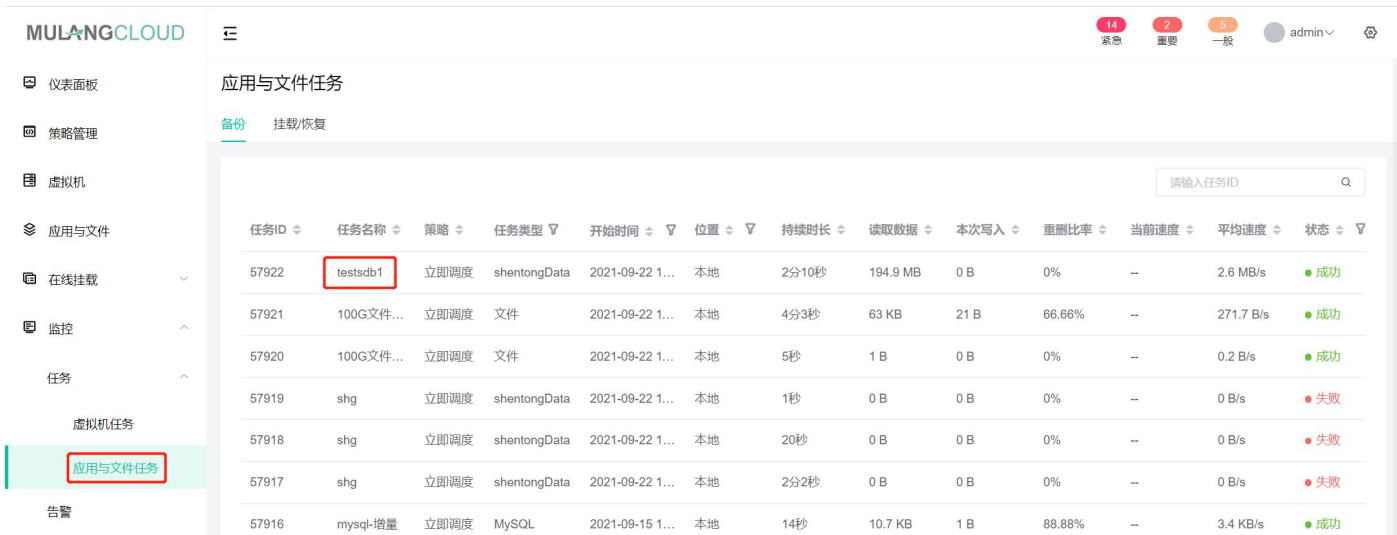 MULANGCLOUD
14 紧急
2 重要
5 一般
admin
仪表面板
策略管理
虚拟机
应用与文件
在线挂载
监控
任务
虚拟机任务
应用与文件任务
告警
应用与文件任务
备份 挂载/恢复
请输入任务ID
任务ID 任务名称 策略 任务类型 开始时间 位置 持续时长 读取数据 本次写入 重删比率 当前速度 平均速度 状态
57922 testsdb1 立即调度 shentongData 2021-09-22 1... 本地 2分10秒 194.9 MB 0 B 0% -- 2.6 MB/s 成功
57921 100G文件... 立即调度 文件 2021-09-22 1... 本地 4分3秒 63 KB 21 B 66.66% -- 271.7 B/s 成功
57920 100G文件... 立即调度 文件 2021-09-22 1... 本地 5秒 1 B 0 B 0% -- 0.2 B/s 成功
57919 shg 立即调度 shentongData 2021-09-22 1... 本地 1秒 0 B 0 B 0% -- 0 B/s 失败
57918 shg 立即调度 shentongData 2021-09-22 1... 本地 20秒 0 B 0 B 0% -- 0 B/s 失败
57917 shg 立即调度 shentongData 2021-09-22 1... 本地 2分2秒 0 B 0 B 0% -- 0 B/s 失败
57916 mysql-增量 立即调度 MySQL 2021-09-15 1... 本地 14秒 10.7 KB 1 B 88.88% -- 3.4 KB/s 成功